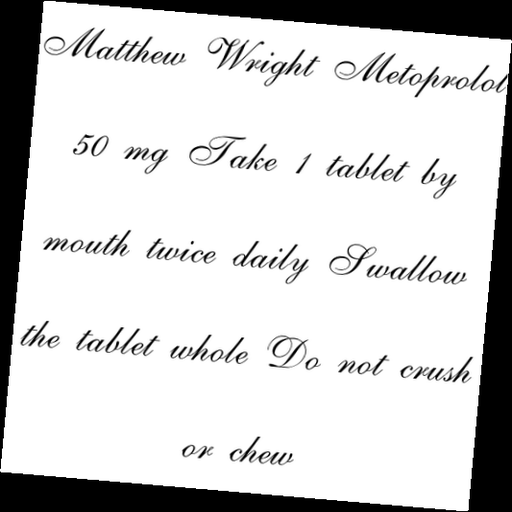 Matthew Wright Metoprolol
50 mg Take 1 tablet by
mouth twice daily Swallow
the tablet whole Do not crush
or chew